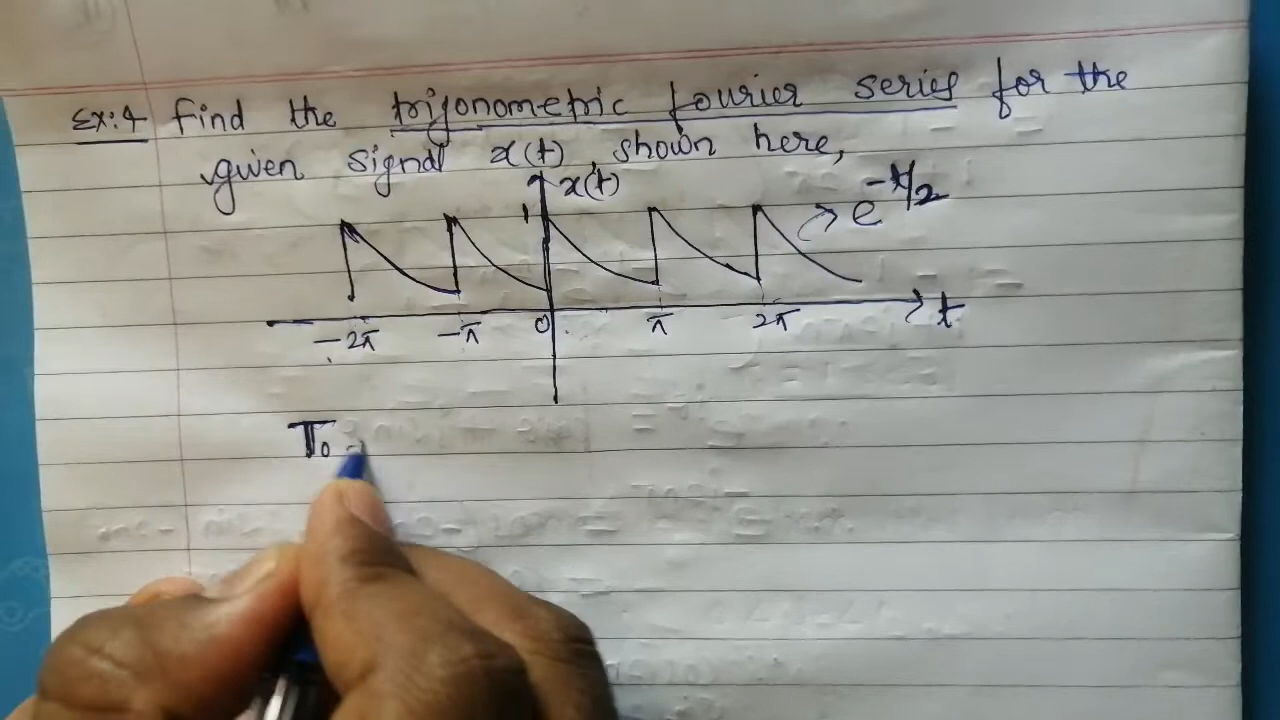 Ex:4 Find the trigonometric fourier series for the
given signal x(t), shown here,
x(t)
1
e^-t/2
-2π -π 0 π 2π t
T₀ =